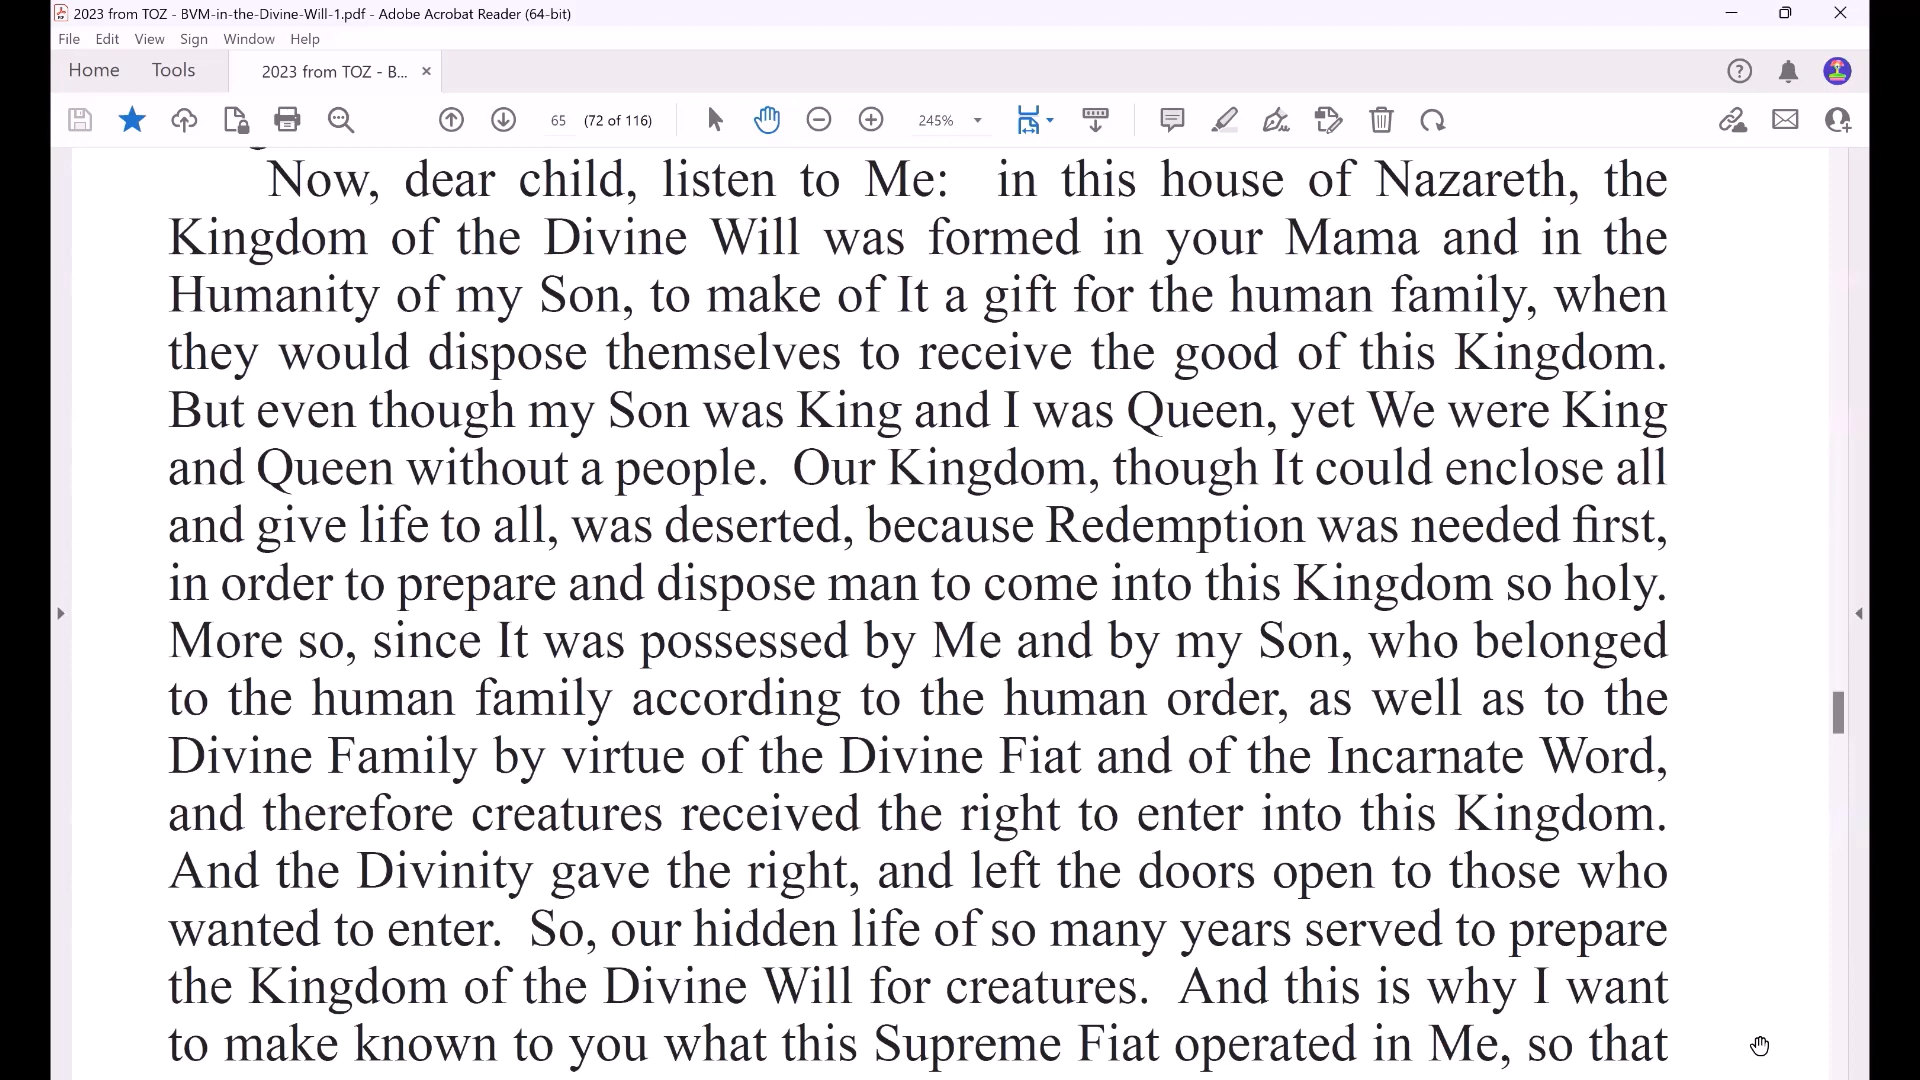 2023 from TOZ - BVM-in-the-Divine-Will-1.pdf - Adobe Acrobat Reader (64-bit)
File Edit View Sign Window Help
Home Tools 2023 from TOZ - B...
65 (72 of 116) 245%
Now, dear child, listen to Me: in this house of Nazareth, the
Kingdom of the Divine Will was formed in your Mama and in the
Humanity of my Son, to make of It a gift for the human family, when
they would dispose themselves to receive the good of this Kingdom.
But even though my Son was King and I was Queen, yet We were King
and Queen without a people. Our Kingdom, though It could enclose all
and give life to all, was deserted, because Redemption was needed first,
in order to prepare and dispose man to come into this Kingdom so holy.
More so, since It was possessed by Me and by my Son, who belonged
to the human family according to the human order, as well as to the
Divine Family by virtue of the Divine Fiat and of the Incarnate Word,
and therefore creatures received the right to enter into this Kingdom.
And the Divinity gave the right, and left the doors open to those who
wanted to enter. So, our hidden life of so many years served to prepare
the Kingdom of the Divine Will for creatures. And this is why I want
to make known to you what this Supreme Fiat operated in Me, so that